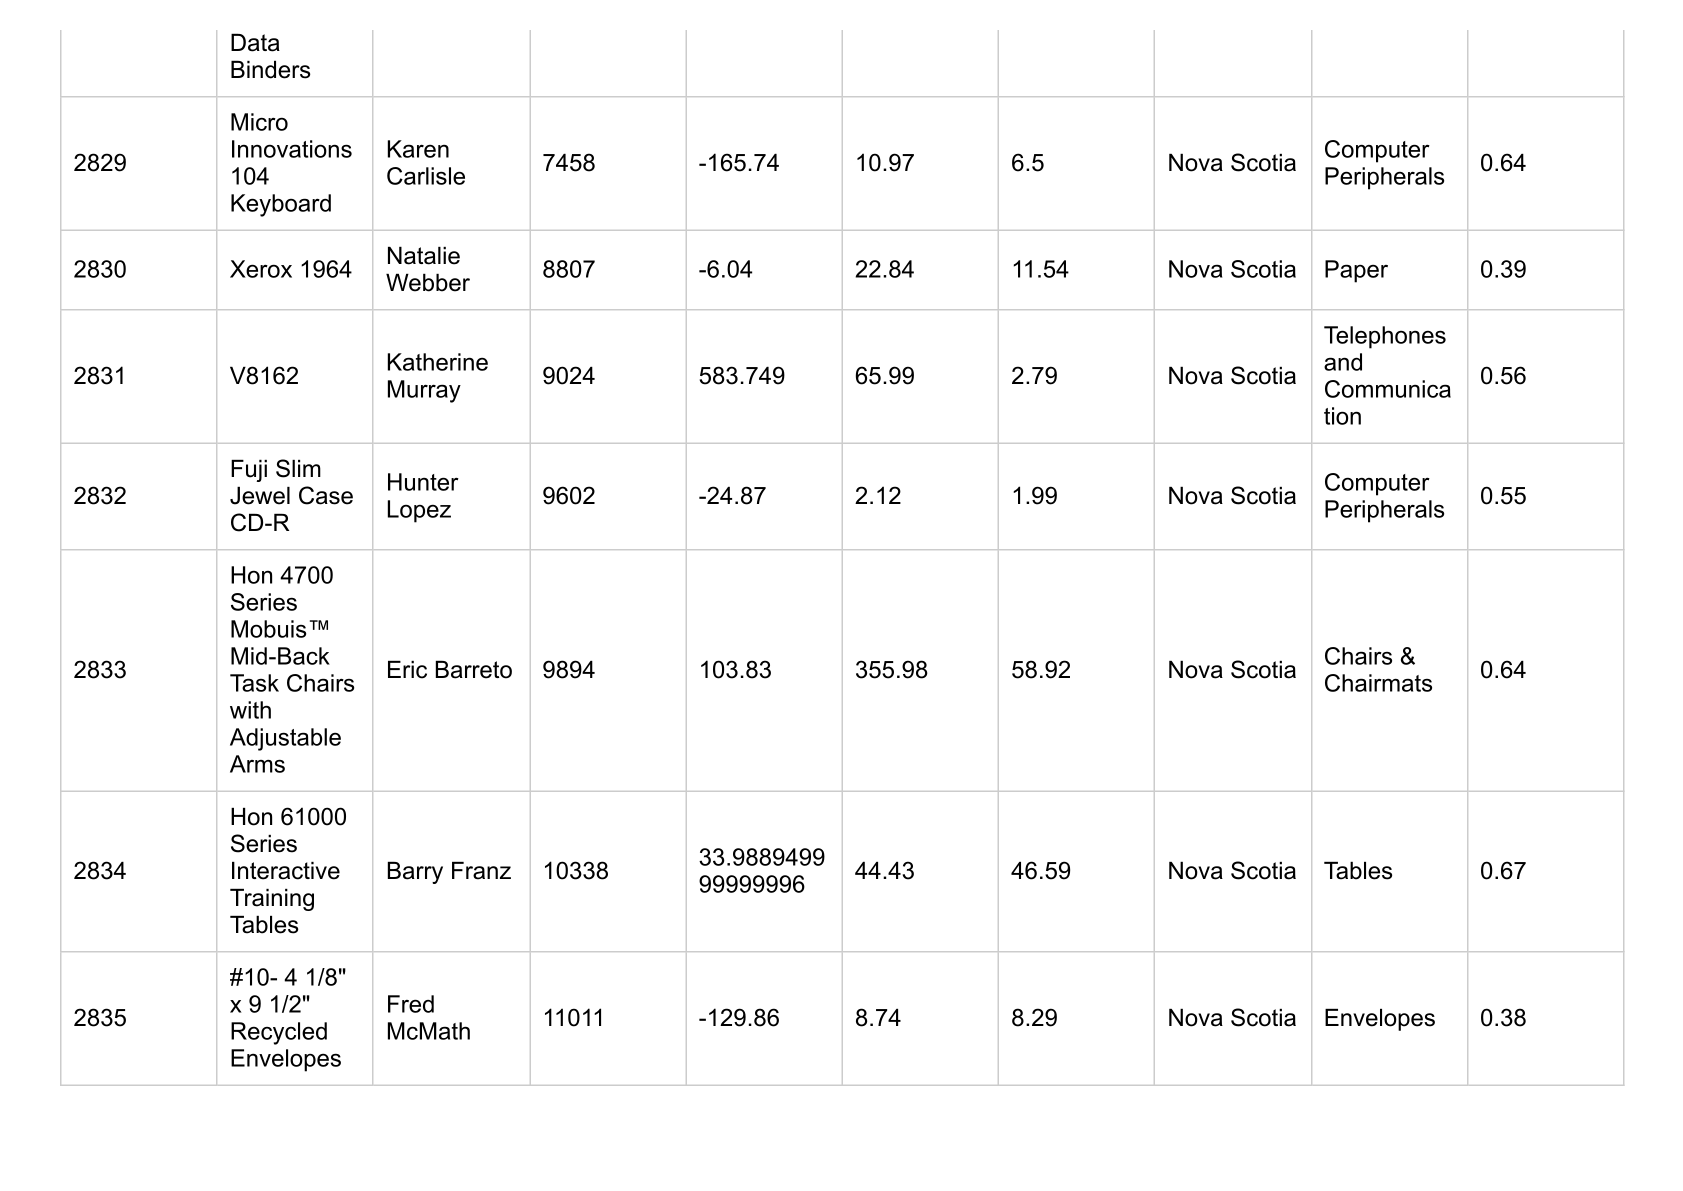 Data
Binders
2829
Micro
Innovations
104
Keyboard
Karen
Carlisle
7458
-165.74
10.97
6.5
Nova Scotia
Computer
Peripherals
0.64
2830
Xerox 1964
Natalie
Webber
8807
-6.04
22.84
11.54
Nova Scotia
Paper
0.39
2831
V8162
Katherine
Murray
9024
583.749
65.99
2.79
Nova Scotia
Telephones
and
Communica
tion
0.56
2832
Fuji Slim
Jewel Case
CD-R
Hunter
Lopez
9602
-24.87
2.12
1.99
Nova Scotia
Computer
Peripherals
0.55
2833
Hon 4700
Series
Mobuis™
Mid-Back
Task Chairs
with
Adjustable
Arms
Eric Barreto
9894
103.83
355.98
58.92
Nova Scotia
Chairs &
Chairmats
0.64
2834
Hon 61000
Series
Interactive
Training
Tables
Barry Franz
10338
33.9889499
99999996
44.43
46.59
Nova Scotia
Tables
0.67
2835
#10- 4 1/8"
x 9 1/2"
Recycled
Envelopes
Fred
McMath
11011
-129.86
8.74
8.29
Nova Scotia
Envelopes
0.38